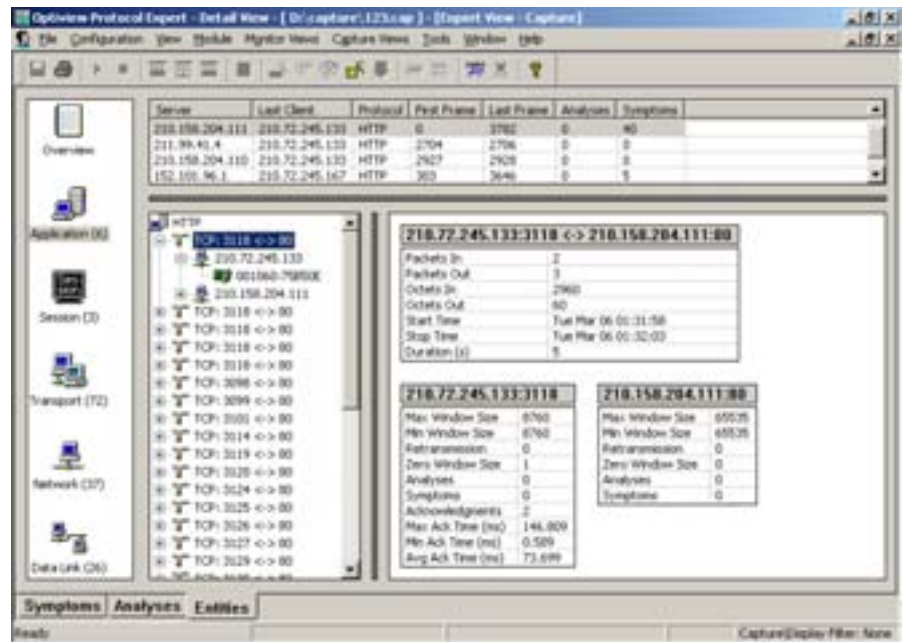 Optiview Protocol Expert - Detail View - [ D:\capture\123.cap ] - [Expert View - Capture]
File Configuration View Module Monitor Views Capture Views Tools Window Help
Server Last Client Protocol First Frame Last Frame Analyses Symptoms
210.158.204.111 210.72.245.133 HTTP 0 3782 0 40
211.99.41.4 210.72.245.133 HTTP 2704 2706 0 0
210.158.204.110 210.72.245.133 HTTP 2927 2928 0 0
152.101.96.1 210.72.245.167 HTTP 303 3646 0 5
Overview
Application (6)
Session (3)
Transport (72)
Network (37)
Data Link (26)
HTTP
TCP: 3118 <-> 80
210.72.245.133
210.158.204.111
TCP: 3118 <-> 80
TCP: 3118 <-> 80
TCP: 3118 <-> 80
TCP: 3118 <-> 80
TCP: 3098 <-> 80
TCP: 3099 <-> 80
TCP: 3101 <-> 80
TCP: 3114 <-> 80
TCP: 3119 <-> 80
TCP: 3120 <-> 80
TCP: 3124 <-> 80
TCP: 3125 <-> 80
TCP: 3126 <-> 80
TCP: 3127 <-> 80
TCP: 3129 <-> 80
210.72.245.133:3118 <-> 210.158.204.111:80
Packets In 2
Packets Out 3
Octets In 2960
Octets Out 60
Start Time Tue Mar 06 01:31:58
Stop Time Tue Mar 06 01:32:03
Duration (s) 5
210.72.245.133:3118
Max Window Size 8760
Min Window Size 8760
Retransmission 0
Zero Window Size 1
Analyses 0
Symptoms 0
Acknowledgments 2
Max Ack Time (ms) 146.809
Min Ack Time (ms) 0.589
Avg Ack Time (ms) 73.699
210.158.204.111:80
Max Window Size 65535
Min Window Size 65535
Retransmission 0
Zero Window Size 0
Analyses 0
Symptoms 0
Symptoms Analyses Entities
Ready
Capture|Display Filter: None